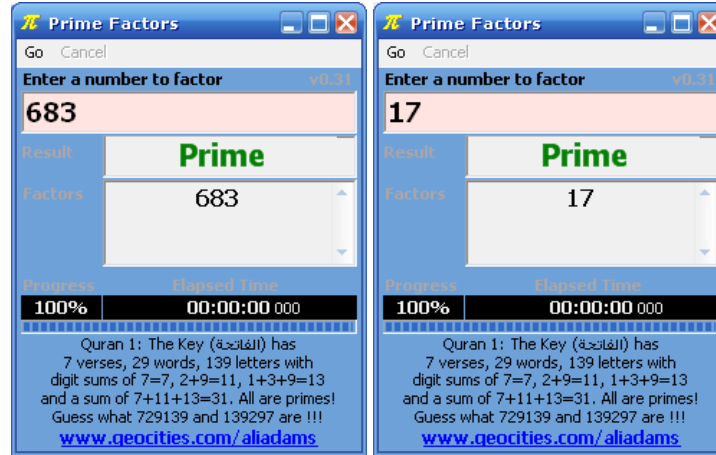 Prime Factors
Go Cancel
Enter a number to factor v0.31
683
Result Prime
Factors 683
Progress Elapsed Time
100% 00:00:00 000
Quran 1: The Key (الفاتحة) has
7 verses, 29 words, 139 letters with
digit sums of 7=7, 2+9=11, 1+3+9=13
and a sum of 7+11+13=31. All are primes!
Guess what 729139 and 139297 are !!!
www.geocities.com/aliadams
Prime Factors
Go Cancel
Enter a number to factor v0.31
17
Result Prime
Factors 17
Progress Elapsed Time
100% 00:00:00 000
Quran 1: The Key (الفاتحة) has
7 verses, 29 words, 139 letters with
digit sums of 7=7, 2+9=11, 1+3+9=13
and a sum of 7+11+13=31. All are primes!
Guess what 729139 and 139297 are !!!
www.geocities.com/aliadams